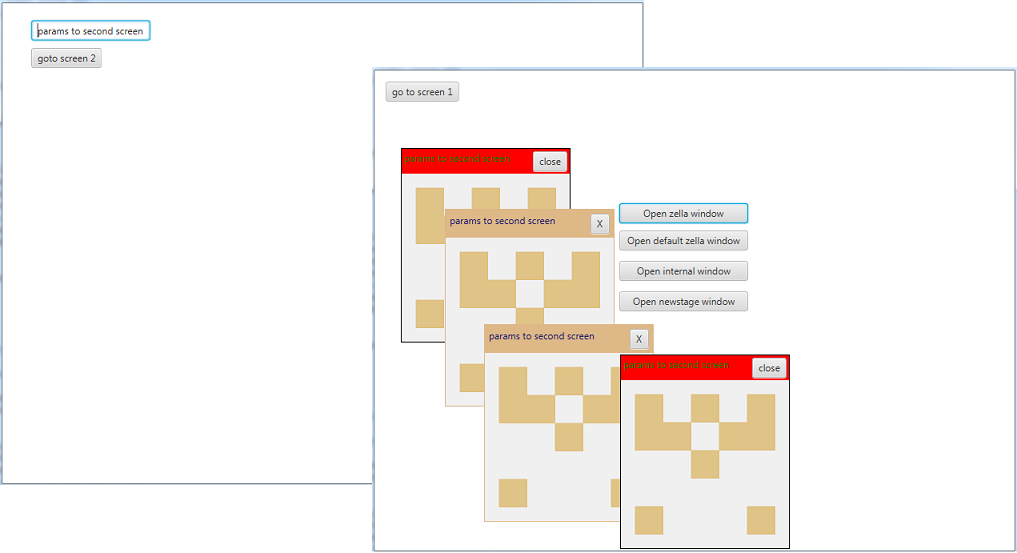 params to second screen
goto screen 2
go to screen 1
params to second screen
close
params to second screen
X
Open zella window
Open default zella window
Open internal window
Open newstage window
params to second screen
X
params to second screen
close